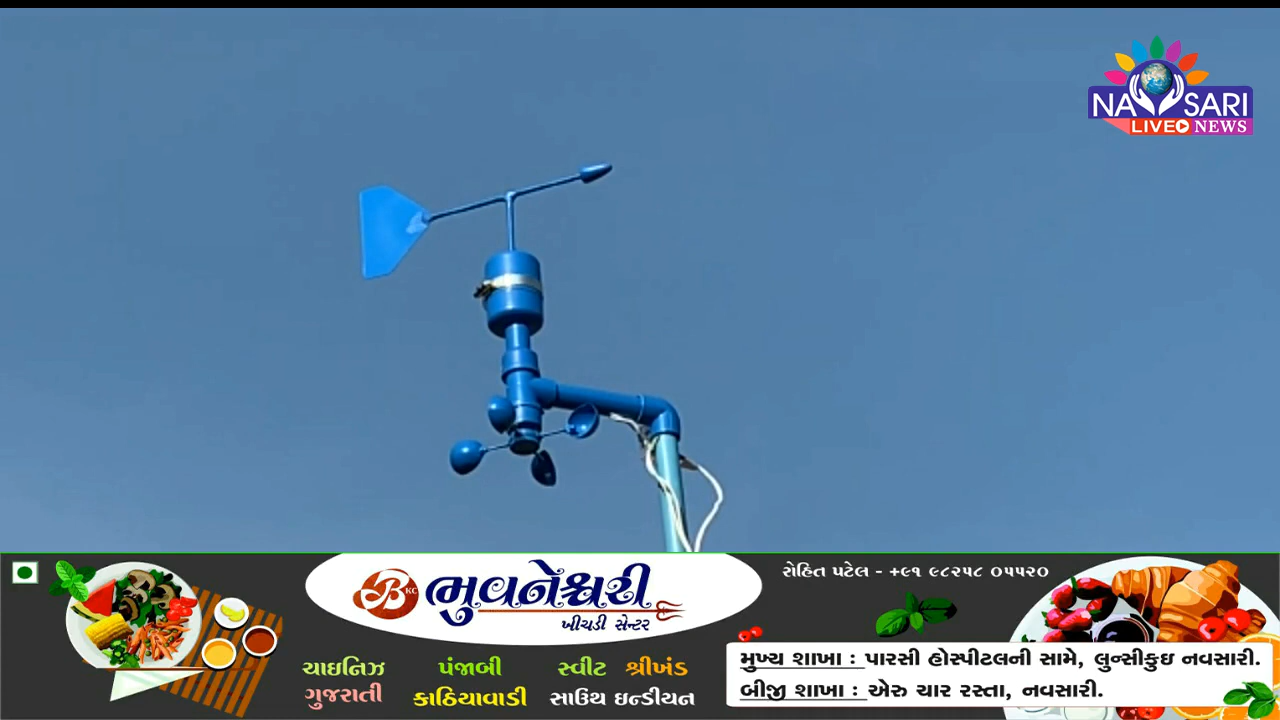 NAVSARI
LIVE NEWS
KC
ભુવનેશ્વરી
ખીચડી સેન્ટર
રોહિત પટેલ - +૯૧ ૯૮૨૫૮ ૦૫૫૨૦
ચાઇનિઝ પંજાબી સ્વીટ શ્રીખંડ
ગુજરાતી કાઠિયાવાડી સાઉથ ઇન્ડીયન
મુખ્ય શાખા : પારસી હોસ્પીટલની સામે, લુન્સીકુઇ નવસારી.
બીજી શાખા : એરુ ચાર રસ્તા, નવસારી.